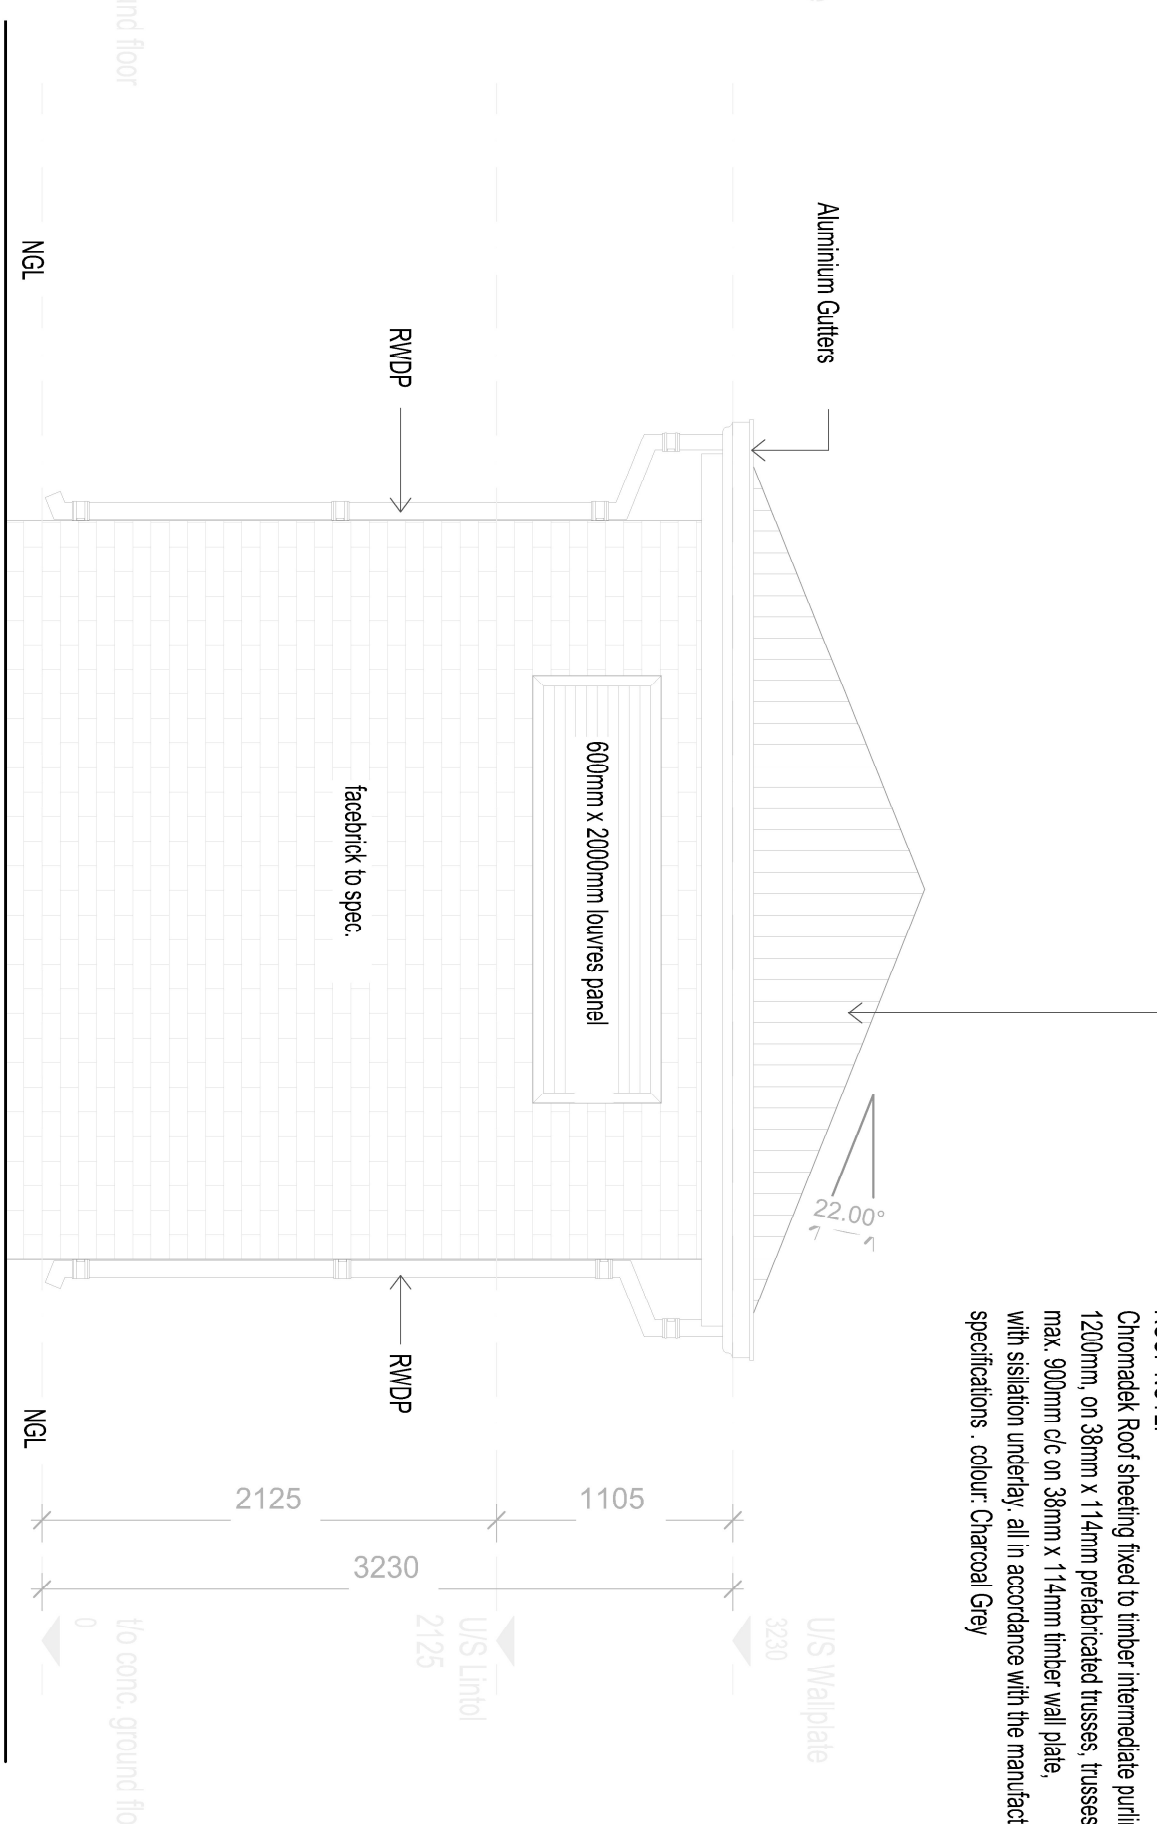 Chromadek Roof sheeting fixed to timber intermediate
1200mm, on 38mm x 114mm prefabricated trusses, trusses
max. 900mm c/c on 38mm x 114mm timber wall plate,
with sisilation underlay. all in accordance with the
specifications . colour: Charcoal Grey
22.00°
Aluminium Gutters
U/S Wallplate
3230
600mm x 2000mm louvres panel
1105
U/S Lintol
2125
RWDP
RWDP
facebrick to spec.
3230
2125
floor
t/o conc. ground
0
NGL
NGL